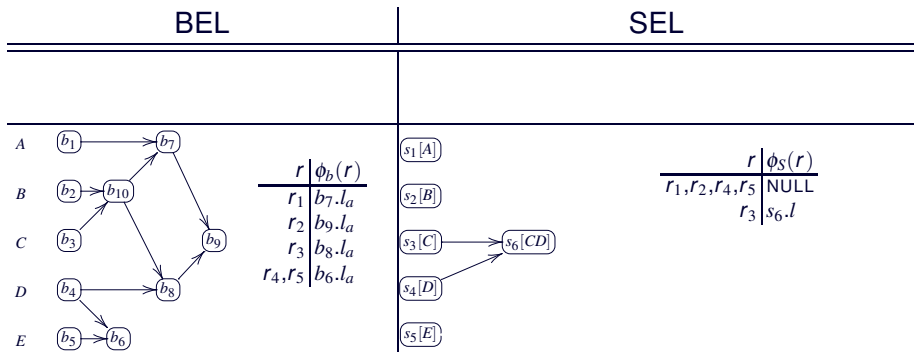 BEL SEL
A b1 b7 s1[A]
r ϕb(r) r ϕS(r)
B b2 b10 r1 b7.la s2[B] r1,r2,r4,r5 NULL
r2 b9.la r3 s6.l
C b3 b9 r3 b8.la s3[C] s6[CD]
r4,r5 b6.la
D b4 b8 s4[D]
E b5 b6 s5[E]